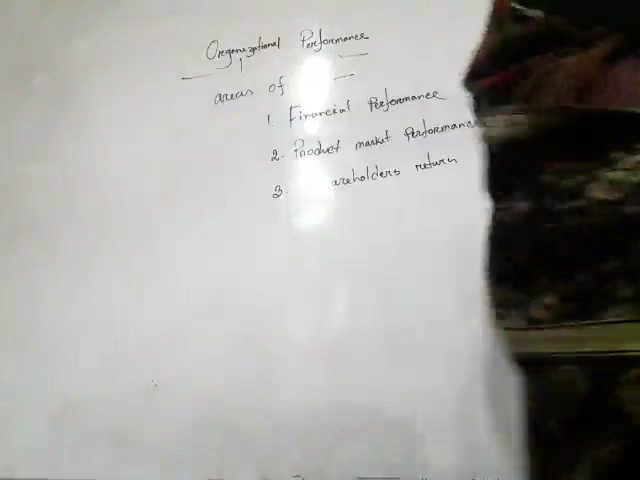 Organizational Performance
areas of
1. Financial Performance
2. Product market Performance
3. areholders return